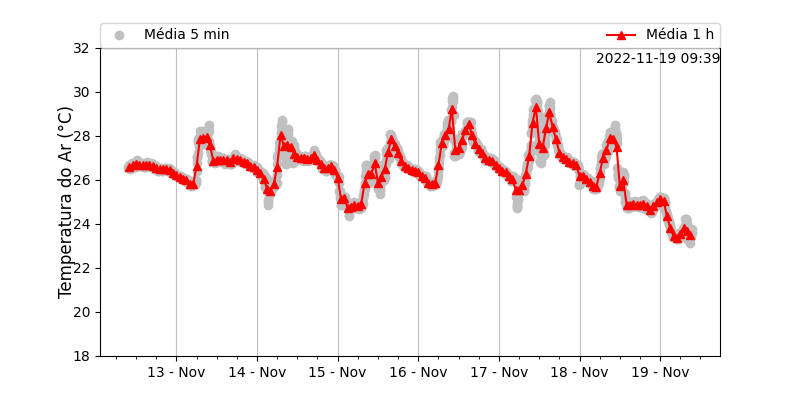 Média 5 min
Média 1 h
2022-11-19 09:39
Temperatura do Ar (°C)
32
30
28
26
24
22
20
18
13 - Nov
14 - Nov
15 - Nov
16 - Nov
17 - Nov
18 - Nov
19 - Nov